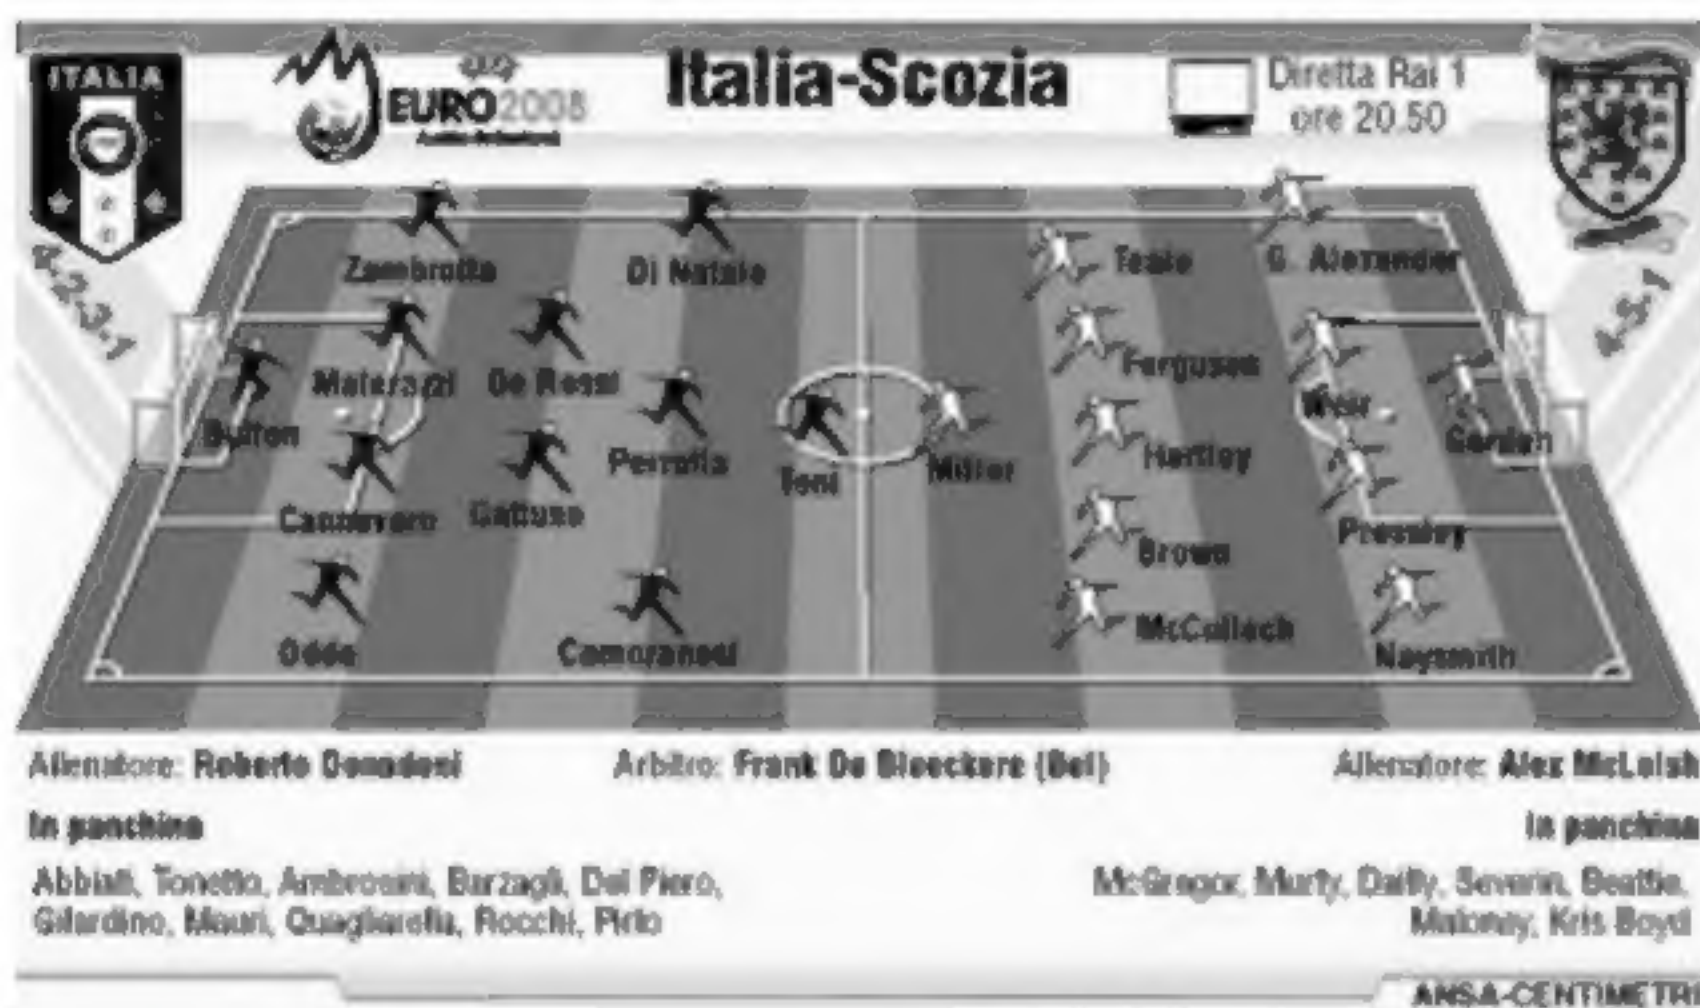 ITALIA
EURO2008
Italia-Scozia
Diretta Rai 1
ore 20.50
4-2-3-1
4-5-1
Zambrotta
Di Natale
Teale
G. Alexander
Materazzi
De Rossi
Ferguson
Weir
Buffon
Perrotta
Toni
Miller
Hartley
Gordon
Cannavaro
Gattuso
Brown
Pressley
Oddo
Camoranesi
McCulloch
Naysmith
Allenatore: Roberto Donadoni
Arbitro: Frank De Bleeckere (Bel)
Allenatore: Alex McLeish
In panchina
Abbiati, Tonetto, Ambrosini, Barzagli, Del Piero,
Gilardino, Mauri, Quagliarella, Rocchi, Pirlo
In panchina
McGregor, Murty, Dailly, Severin, Beattie,
Maloney, Kris Boyd
ANSA-CENTIMETRI